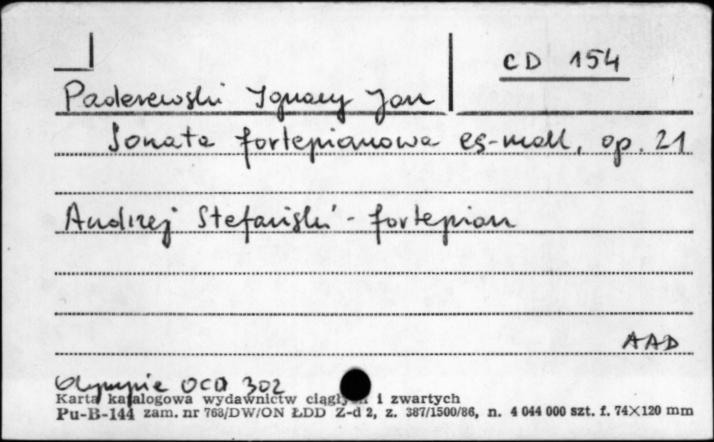 CD 154
Paderewski Ignacy Jan
Sonata fortepianowa es-moll, op. 21
Andrzej Stefański - fortepian
AAD
Olympia OCD 302
Karta katalogowa wydawnictw ciągłych i zwartych
Pu-B-144 zam. nr 768/DW/ON ŁDD Z-d 2, z. 387/1500/86, n. 4 044 000 szt. f. 74×120 mm